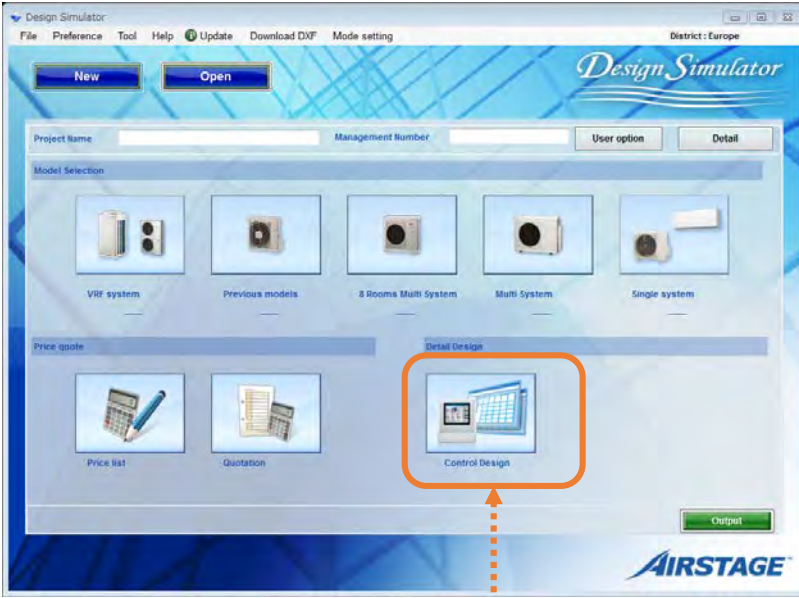 Design Simulator
File Preference Tool Help Update Download DXF Mode setting District : Europe
New Open Design Simulator
Project Name Management Number User option Detail
Model Selection
VRF system Previous models 8 Rooms Multi System Multi System Single system
Price quote Detail Design
Price list Quotation Control Design
Output
AIRSTAGE